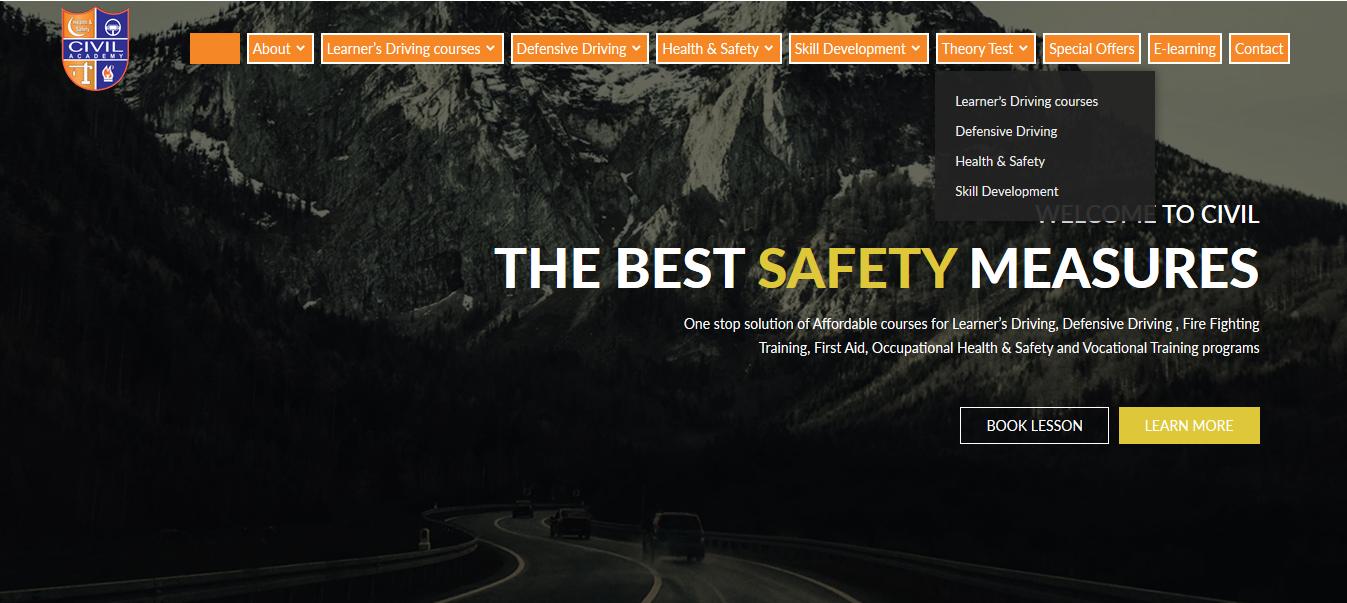 Health &
Safety
CIVIL
ACADEMY
About
Learner's Driving courses
Defensive Driving
Health & Safety
Skill Development
Theory Test
Special Offers
E-learning
Contact
Learner's Driving courses
Defensive Driving
Health & Safety
Skill Development
WELCOME TO CIVIL
THE BEST SAFETY MEASURES
One stop solution of Affordable courses for Learner's Driving, Defensive Driving , Fire Fighting
Training, First Aid, Occupational Health & Safety and Vocational Training programs
BOOK LESSON
LEARN MORE